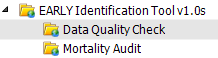 EARLY Identification Tool v1.0s
Data Quality Check
Mortality Audit